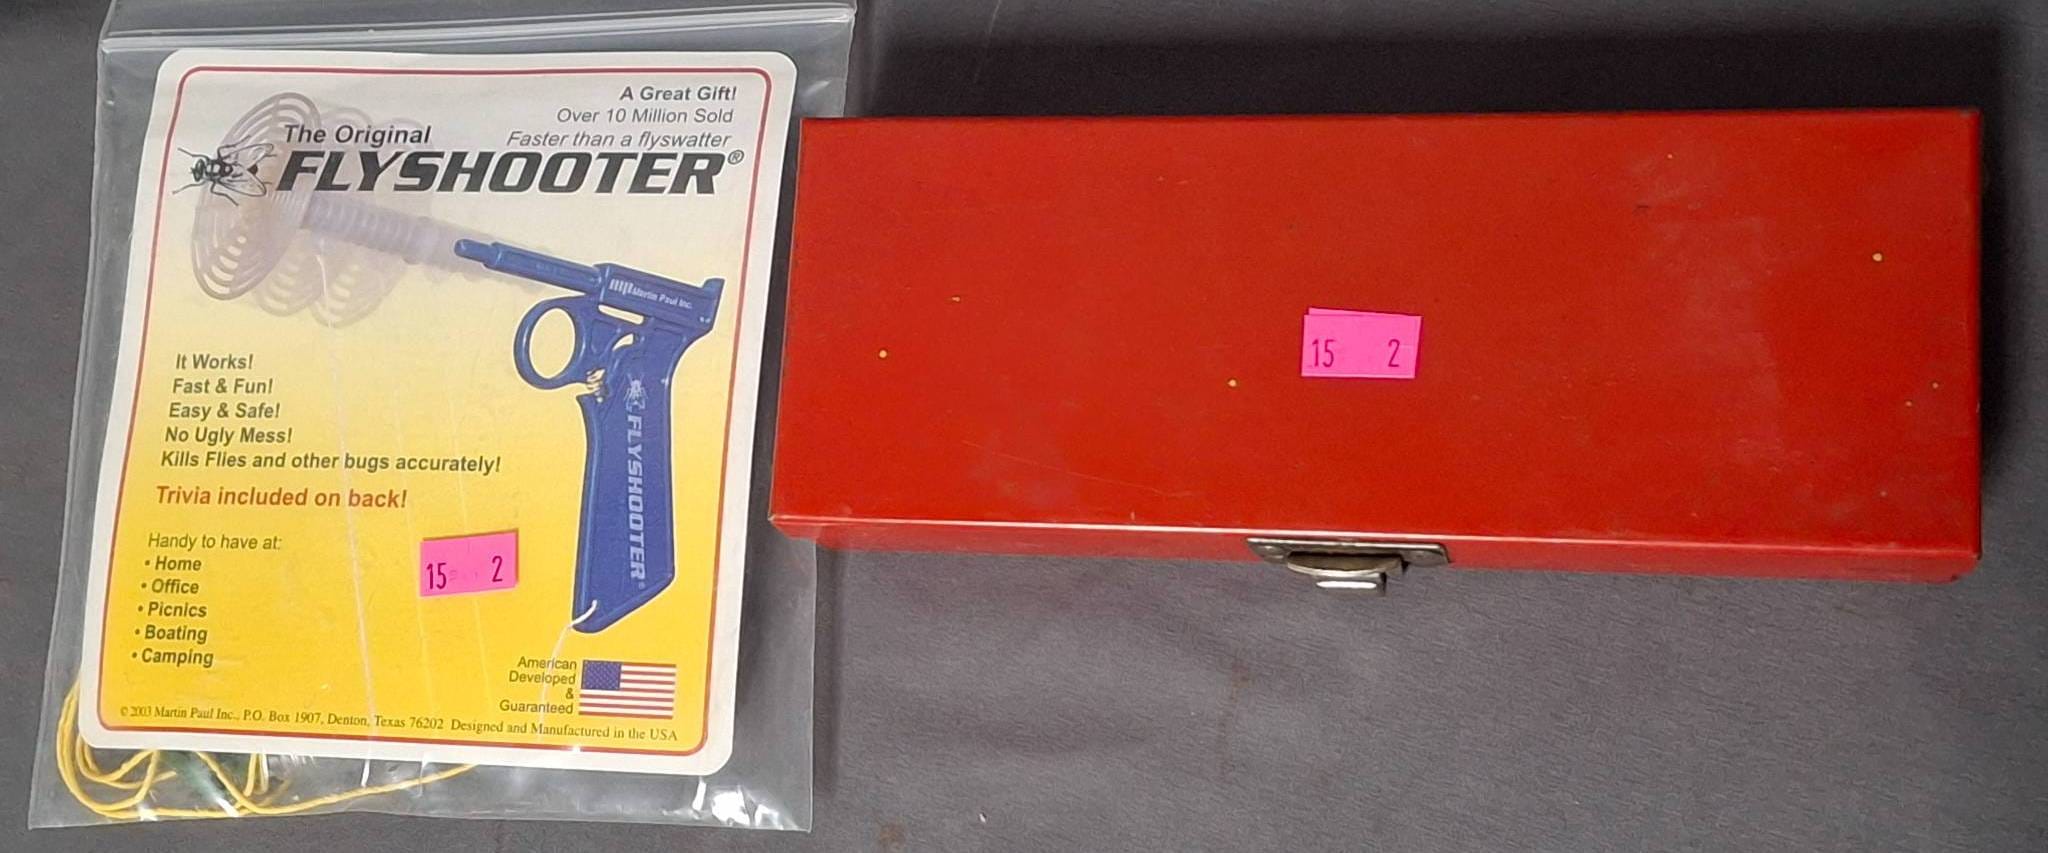 A Great Gift!
Over 10 Million Sold
Faster than a flyswatter
The Original
FLYSHOOTER®
Martin Paul Inc.
It Works!
Fast & Fun!
Easy & Safe!
No Ugly Mess!
Kills Flies and other bugs accurately!
Trivia included on back!
FLYSHOOTER®
Handy to have at:
• Home
• Office
• Picnics
• Boating
• Camping
15 2
American
Developed
&
Guaranteed
© 2003 Martin Paul Inc., P.O. Box 1907, Denton, Texas 76202 Designed and Manufactured in the USA
15 2